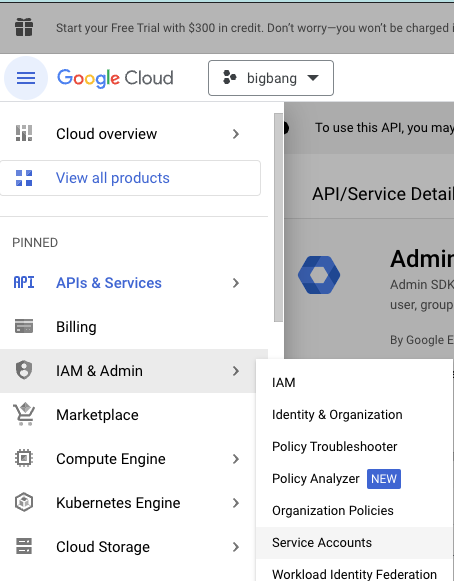 Start your Free Trial with $300 in credit. Don't worry—you won't be charged i
Google Cloud
bigbang
Cloud overview
View all products
PINNED
API APIs & Services
Billing
IAM & Admin
Marketplace
Compute Engine
Kubernetes Engine
Cloud Storage
To use this API, you may
API/Service Detail
Admin
Admin SDK
user, group
By Google E
IAM
Identity & Organization
Policy Troubleshooter
Policy Analyzer NEW
Organization Policies
Service Accounts
Workload Identity Federation